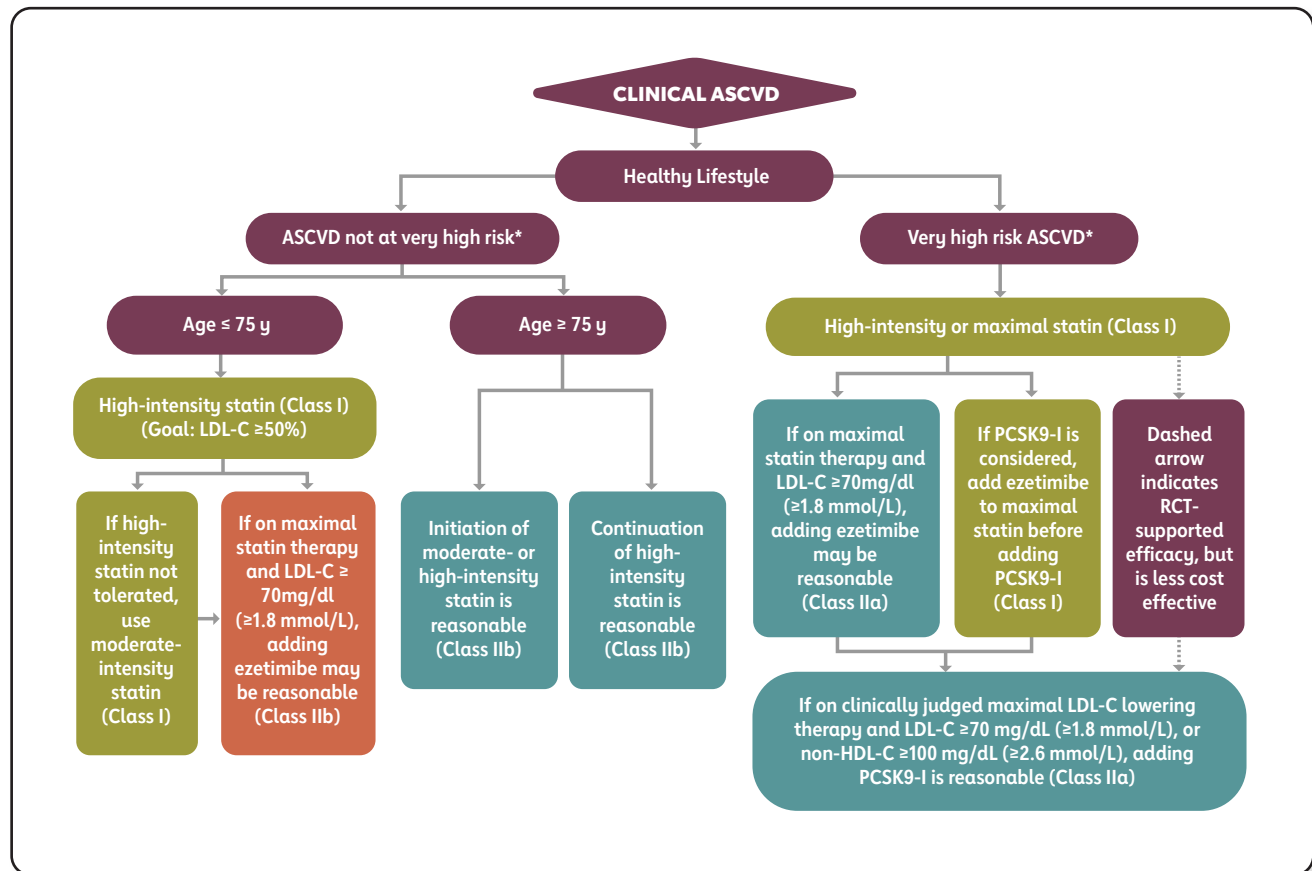 CLINICAL ASCVD
Healthy Lifestyle
ASCVD not at very high risk*
Very high risk ASCVD*
Age ≤ 75 y
Age ≥ 75 y
High-intensity or maximal statin (Class I)
High-intensity statin (Class I)
(Goal: LDL-C ≥50%)
If high-
intensity
statin not
tolerated,
use
moderate-
intensity
statin
(Class I)
If on maximal
statin therapy
and LDL-C ≥
70mg/dl
(≥1.8 mmol/L),
adding
ezetimibe may
be reasonable
(Class IIb)
Initiation of
moderate- or
high-intensity
statin is
reasonable
(Class IIb)
Continuation
of high-
intensity
statin is
reasonable
(Class IIb)
If on maximal
statin therapy and
LDL-C ≥70mg/dl
(≥1.8 mmol/L),
adding ezetimibe
may be
reasonable
(Class IIa)
If PCSK9-I is
considered,
add ezetimibe
to maximal
statin before
adding
PCSK9-I
(Class I)
Dashed
arrow
indicates
RCT-
supported
efficacy, but
is less cost
effective
If on clinically judged maximal LDL-C lowering
therapy and LDL-C ≥70 mg/dL (≥1.8 mmol/L), or
non-HDL-C ≥100 mg/dL (≥2.6 mmol/L), adding
PCSK9-I is reasonable (Class IIa)